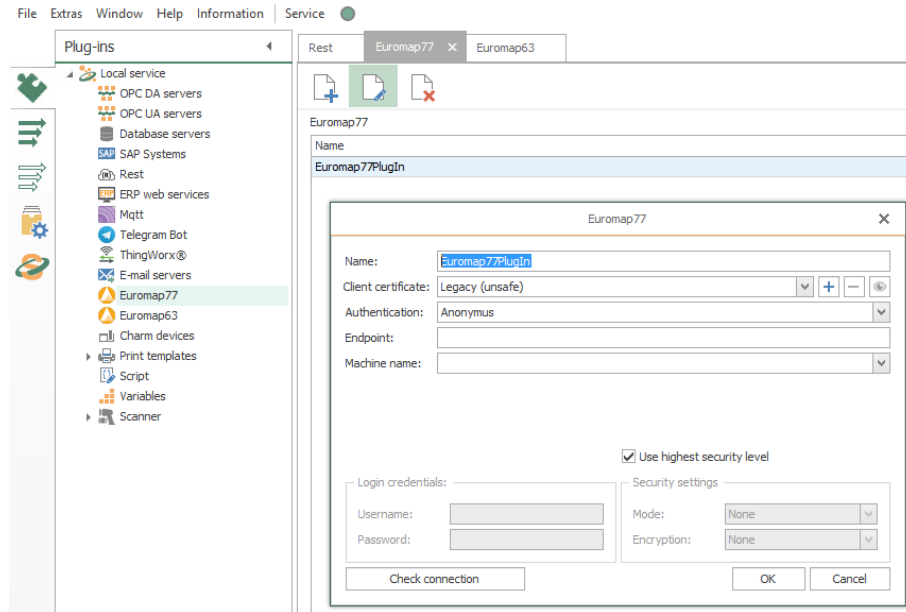 File Extras Window Help Information Service
Plug-ins
Rest Euromap77 Euromap63
Local service
OPC DA servers
OPC UA servers
Database servers
SAP SAP Systems
Rest
ERP ERP web services
Mqtt
Telegram Bot
ThingWorx®
E-mail servers
Euromap77
Euromap63
Charm devices
Print templates
Script
Variables
Scanner
Euromap77
Name
Euromap77PlugIn
Euromap77
Name: Euromap77PlugIn
Client certificate: Legacy (unsafe)
Authentication: Anonymus
Endpoint:
Machine name:
Use highest security level
Login credentials:
Username:
Password:
Security settings
Mode: None
Encryption: None
Check connection OK Cancel